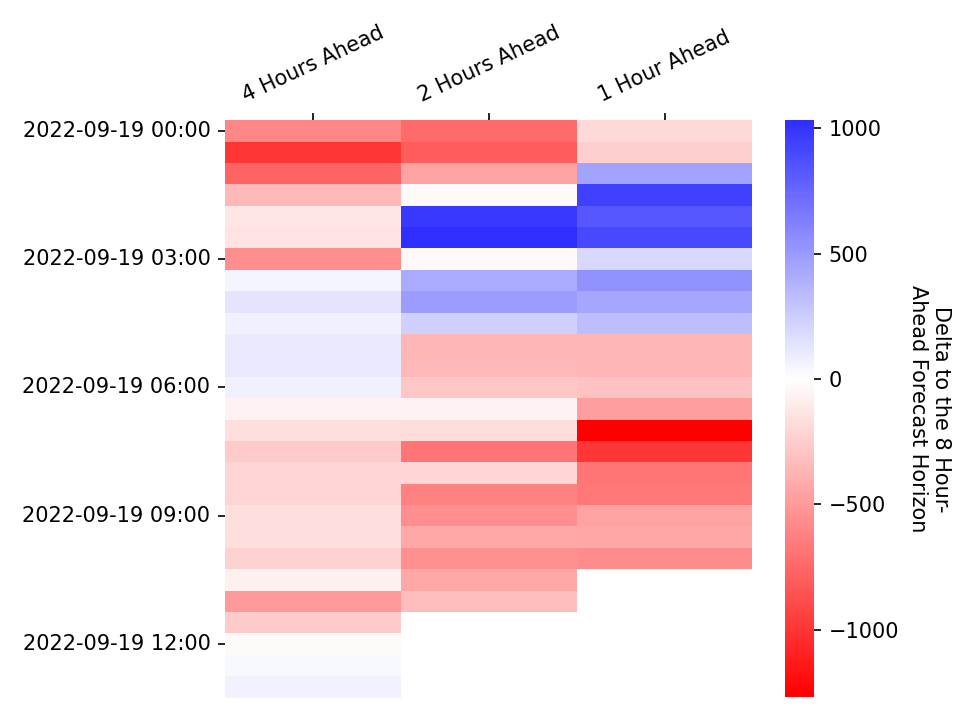 4 Hours Ahead
2 Hours Ahead
1 Hour Ahead
2022-09-19 00:00
2022-09-19 03:00
2022-09-19 06:00
2022-09-19 09:00
2022-09-19 12:00
1000
500
0
−500
−1000
Delta to the 8 Hour-
Ahead Forecast Horizon